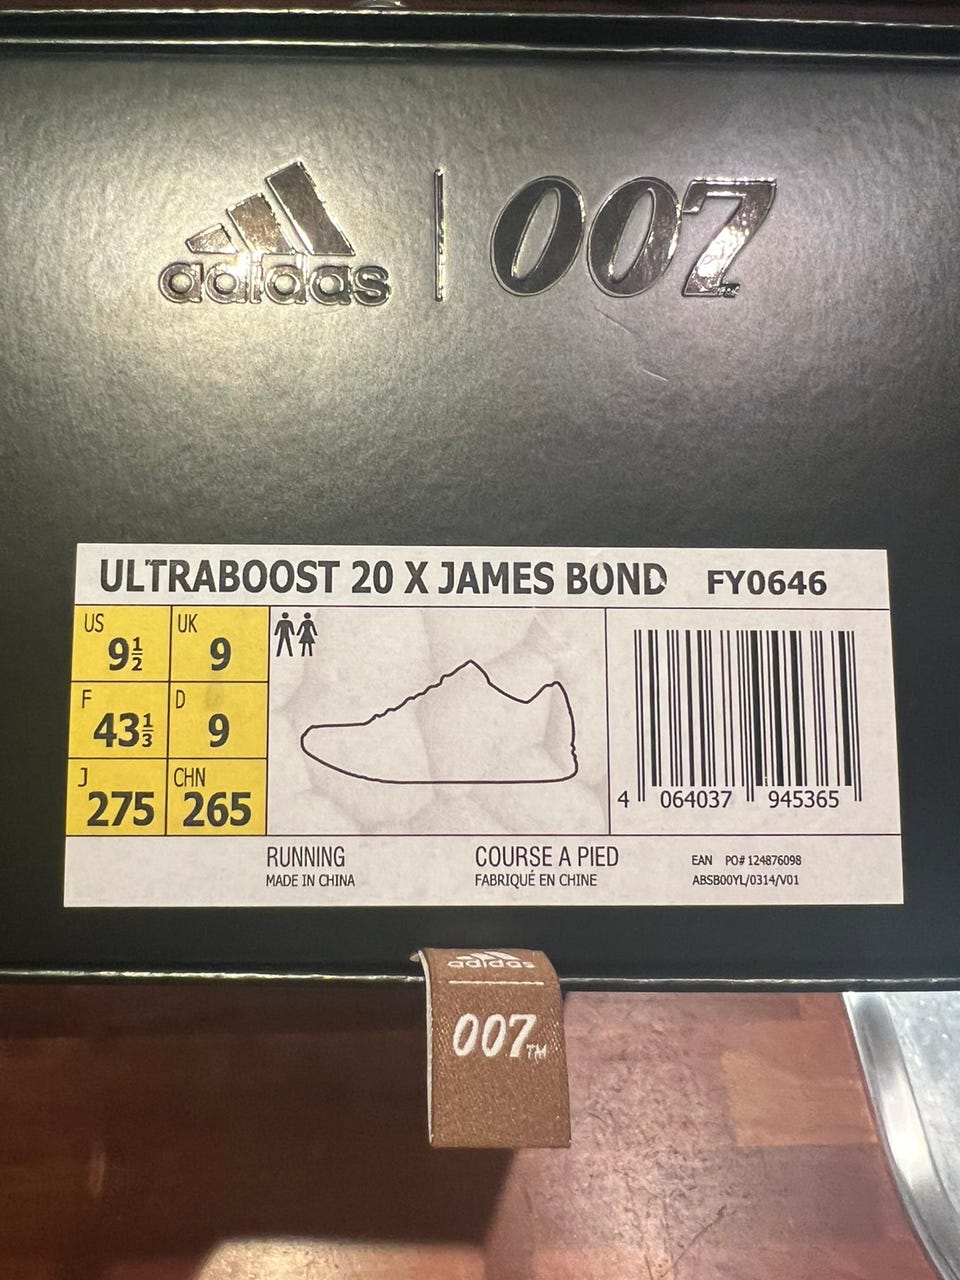 adidas 007
ULTRABOOST 20 X JAMES BOND FY0646
US 9½ UK 9
F 43⅓ D 9
J 275 CHN 265
4 064037 945365
RUNNING COURSE A PIED EAN PO# 124876098
MADE IN CHINA FABRIQUÉ EN CHINE ABSB00YL/0314/V01
adidas
007™